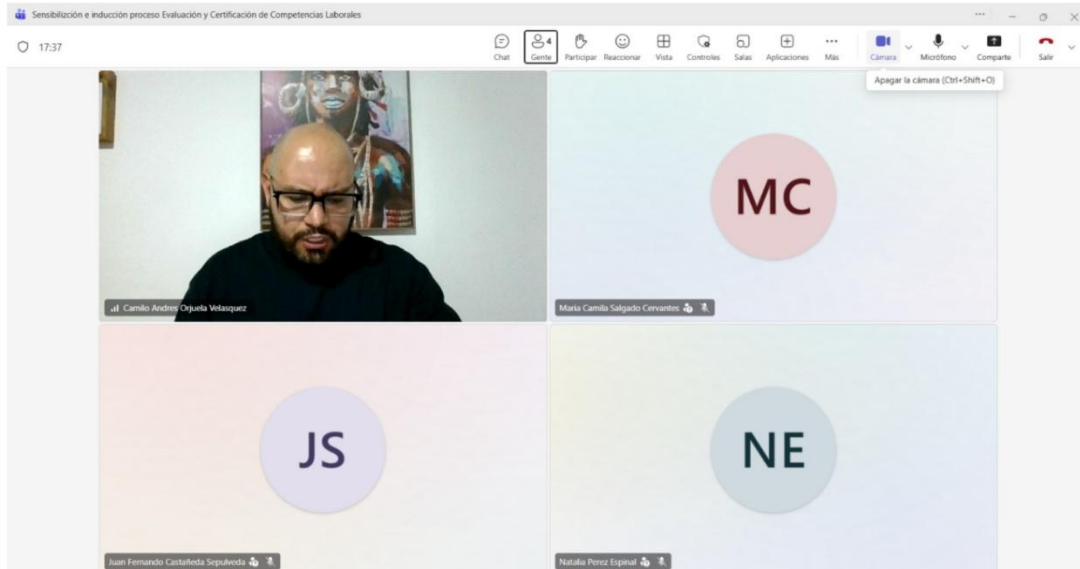 Sensibilizción e inducción proceso Evaluación y Certificación de Competencias Laborales
17:37
Chat
4
Gente
Participar
Reaccionar
Vista
Controles
Salas
Aplicaciones
Más
Cámara
Micrófono
Compartir
Salir
Apagar la cámara (Ctrl+Shift+O)
MC
Camilo Andres Orjuela Velasquez
Maria Camila Salgado Cervantes
JS
NE
Juan Fernando Castañeda Sepulveda
Natalia Perez Espinal